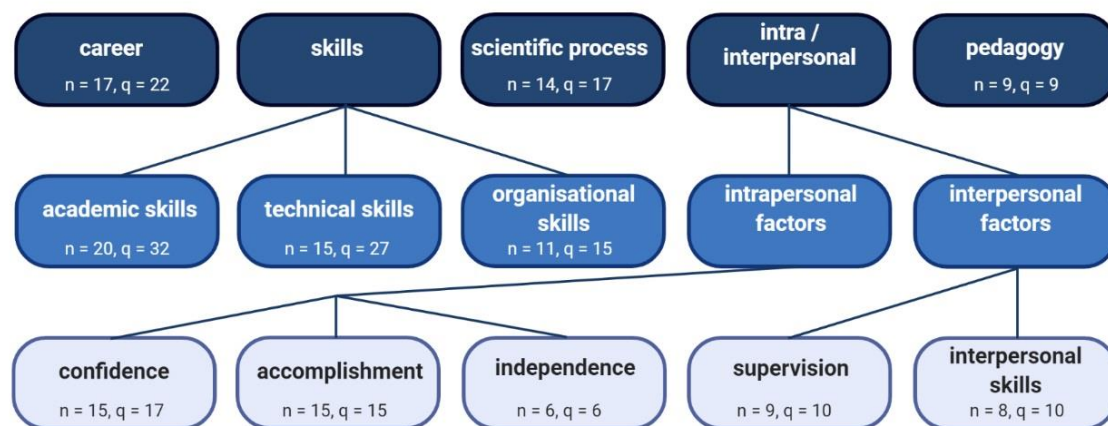 career
n = 17, q = 22
skills
scientific process
n = 14, q = 17
intra /
interpersonal
pedagogy
n = 9, q = 9
academic skills
n = 20, q = 32
technical skills
n = 15, q = 27
organisational
skills
n = 11, q = 15
intrapersonal
factors
interpersonal
factors
confidence
n = 15, q = 17
accomplishment
n = 15, q = 15
independence
n = 6, q = 6
supervision
n = 9, q = 10
interpersonal
skills
n = 8, q = 10